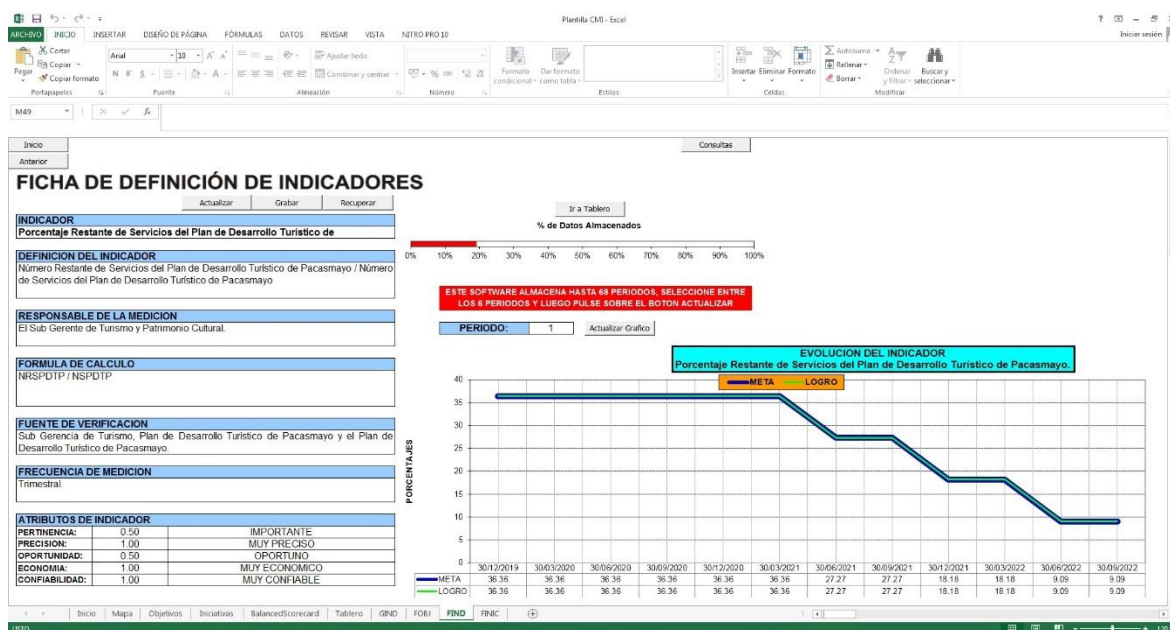 Plantilla CMI - Excel
ARCHIVO INICIO INSERTAR DISEÑO DE PÁGINA FÓRMULAS DATOS REVISAR VISTA NITRO PRO 10 Iniciar sesión
Pegar
Cortar
Copiar
Copiar formato
Portapapeles
Arial 10
N K S
Fuente
Ajustar texto
Combinar y centrar
Alineación
Número
Formato condicional
Dar formato como tabla
Estilos
Insertar Eliminar Formato
Celdas
Autosuma
Rellenar
Borrar
Ordenar y filtrar
Buscar y seleccionar
Modificar
M49
Inicio
Consultas
Anterior
FICHA DE DEFINICIÓN DE INDICADORES
Actualizar Grabar Recuperar
Ir a Tablero
INDICADOR
Porcentaje Restante de Servicios del Plan de Desarrollo Turístico de
DEFINICION DEL INDICADOR
Número Restante de Servicios del Plan de Desarrollo Turístico de Pacasmayo / Número
de Servicios del Plan de Desarrollo Turístico de Pacasmayo
RESPONSABLE DE LA MEDICION
El Sub Gerente de Turismo y Patrimonio Cultural.
FORMULA DE CALCULO
NRSPDTP / NSPDTP
FUENTE DE VERIFICACION
Sub Gerencia de Turismo, Plan de Desarrollo Turístico de Pacasmayo y el Plan de
Desarrollo Turístico de Pacasmayo.
FRECUENCIA DE MEDICION
Trimestral.
ATRIBUTOS DE INDICADOR
PERTINENCIA: 0.50 IMPORTANTE
PRECISION: 1.00 MUY PRECISO
OPORTUNIDAD: 0.50 OPORTUNO
ECONOMIA: 1.00 MUY ECONOMICO
CONFIABILIDAD: 1.00 MUY CONFIABLE
% de Datos Almacenados
0% 10% 20% 30% 40% 50% 60% 70% 80% 90% 100%
ESTE SOFTWARE ALMACENA HASTA 68 PERIODOS, SELECCIONE ENTRE
LOS 6 PERIODOS Y LUEGO PULSE SOBRE EL BOTON ACTUALIZAR
PERIODO: 1 Actualizar Grafico
EVOLUCION DEL INDICADOR
Porcentaje Restante de Servicios del Plan de Desarrollo Turístico de Pacasmayo.
META LOGRO
PORCENTAJES
40
35
30
25
20
15
10
5
0
30/12/2019 30/03/2020 30/06/2020 30/09/2020 30/12/2020 30/03/2021 30/06/2021 30/09/2021 30/12/2021 30/03/2022 30/06/2022 30/09/2022
META 36.36 36.36 36.36 36.36 36.36 36.36 27.27 27.27 18.18 18.18 9.09 9.09
LOGRO 36.36 36.36 36.36 36.36 36.36 36.36 27.27 27.27 18.18 18.18 9.09 9.09
Inicio Mapa Objetivos Iniciativas BalancedScorecard Tablero GIND FOBJ FIND FINIC
LISTO